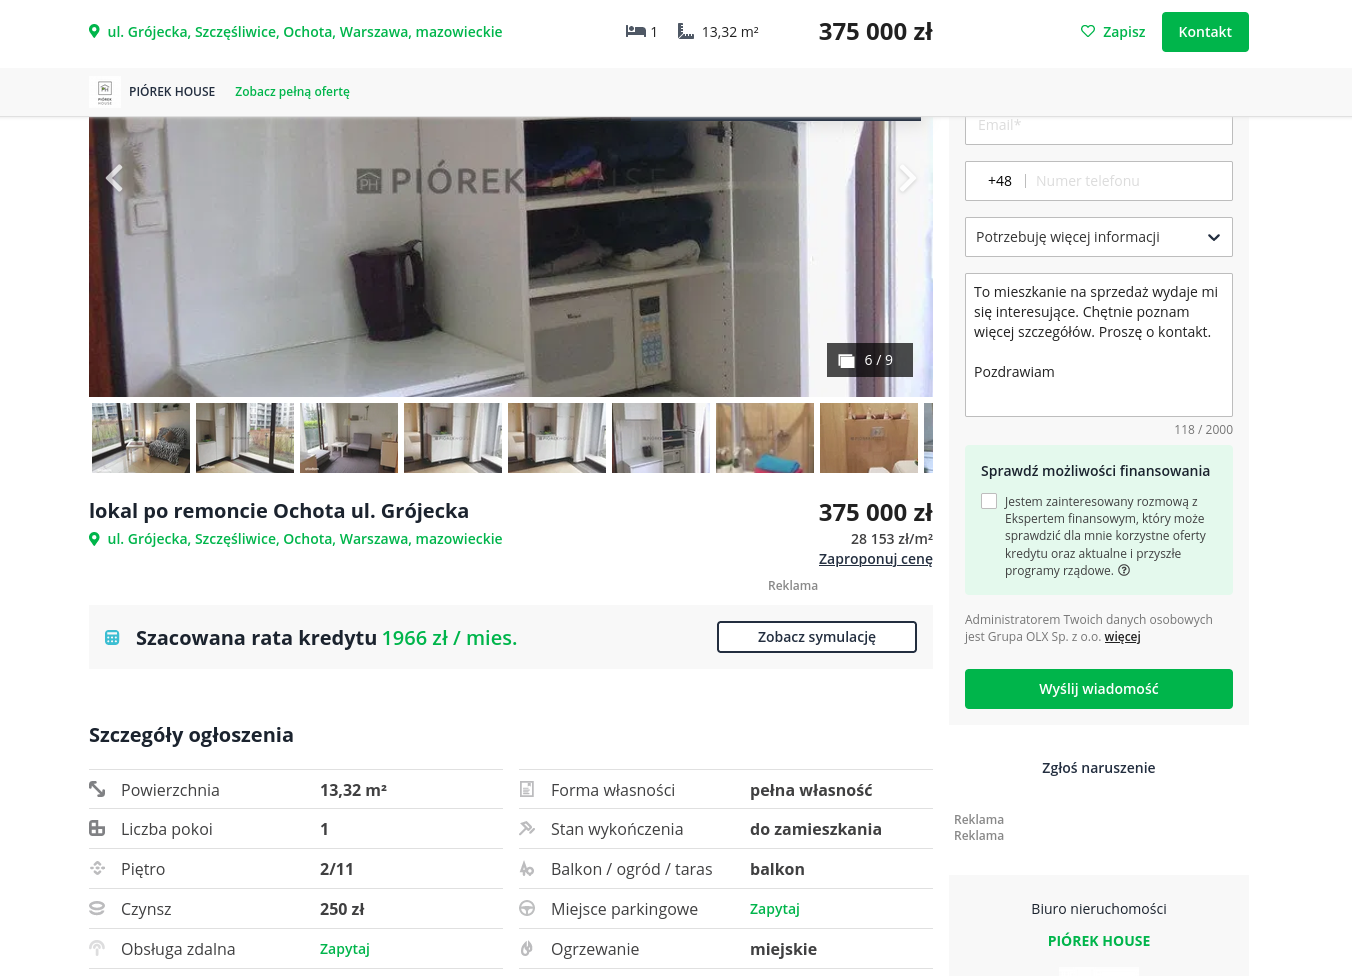 ul. Grójecka, Szczęśliwice, Ochota, Warszawa, mazowieckie
1
13,32 m²
375 000 zł
Zapisz
Kontakt
PIÓREK HOUSE
Zobacz pełną ofertę
Email*
PH PIÓREK HOUSE
+48
Numer telefonu
Potrzebuję więcej informacji
To mieszkanie na sprzedaż wydaje mi
się interesujące. Chętnie poznam
więcej szczegółów. Proszę o kontakt.
Pozdrawiam
6 / 9
118 / 2000
Sprawdź możliwości finansowania
Jestem zainteresowany rozmową z
Ekspertem finansowym, który może
sprawdzić dla mnie korzystne oferty
kredytu oraz aktualne i przyszłe
programy rządowe.
lokal po remoncie Ochota ul. Grójecka
375 000 zł
ul. Grójecka, Szczęśliwice, Ochota, Warszawa, mazowieckie
28 153 zł/m²
Zaproponuj cenę
Reklama
Szacowana rata kredytu 1966 zł / mies.
Zobacz symulację
Administratorem Twoich danych osobowych
jest Grupa OLX Sp. z o.o. więcej
Wyślij wiadomość
Zgłoś naruszenie
Reklama
Reklama
Szczegóły ogłoszenia
Powierzchnia 13,32 m²
Forma własności pełna własność
Liczba pokoi 1
Stan wykończenia do zamieszkania
Piętro 2/11
Balkon / ogród / taras balkon
Czynsz 250 zł
Miejsce parkingowe Zapytaj
Obsługa zdalna Zapytaj
Ogrzewanie miejskie
Biuro nieruchomości
PIÓREK HOUSE